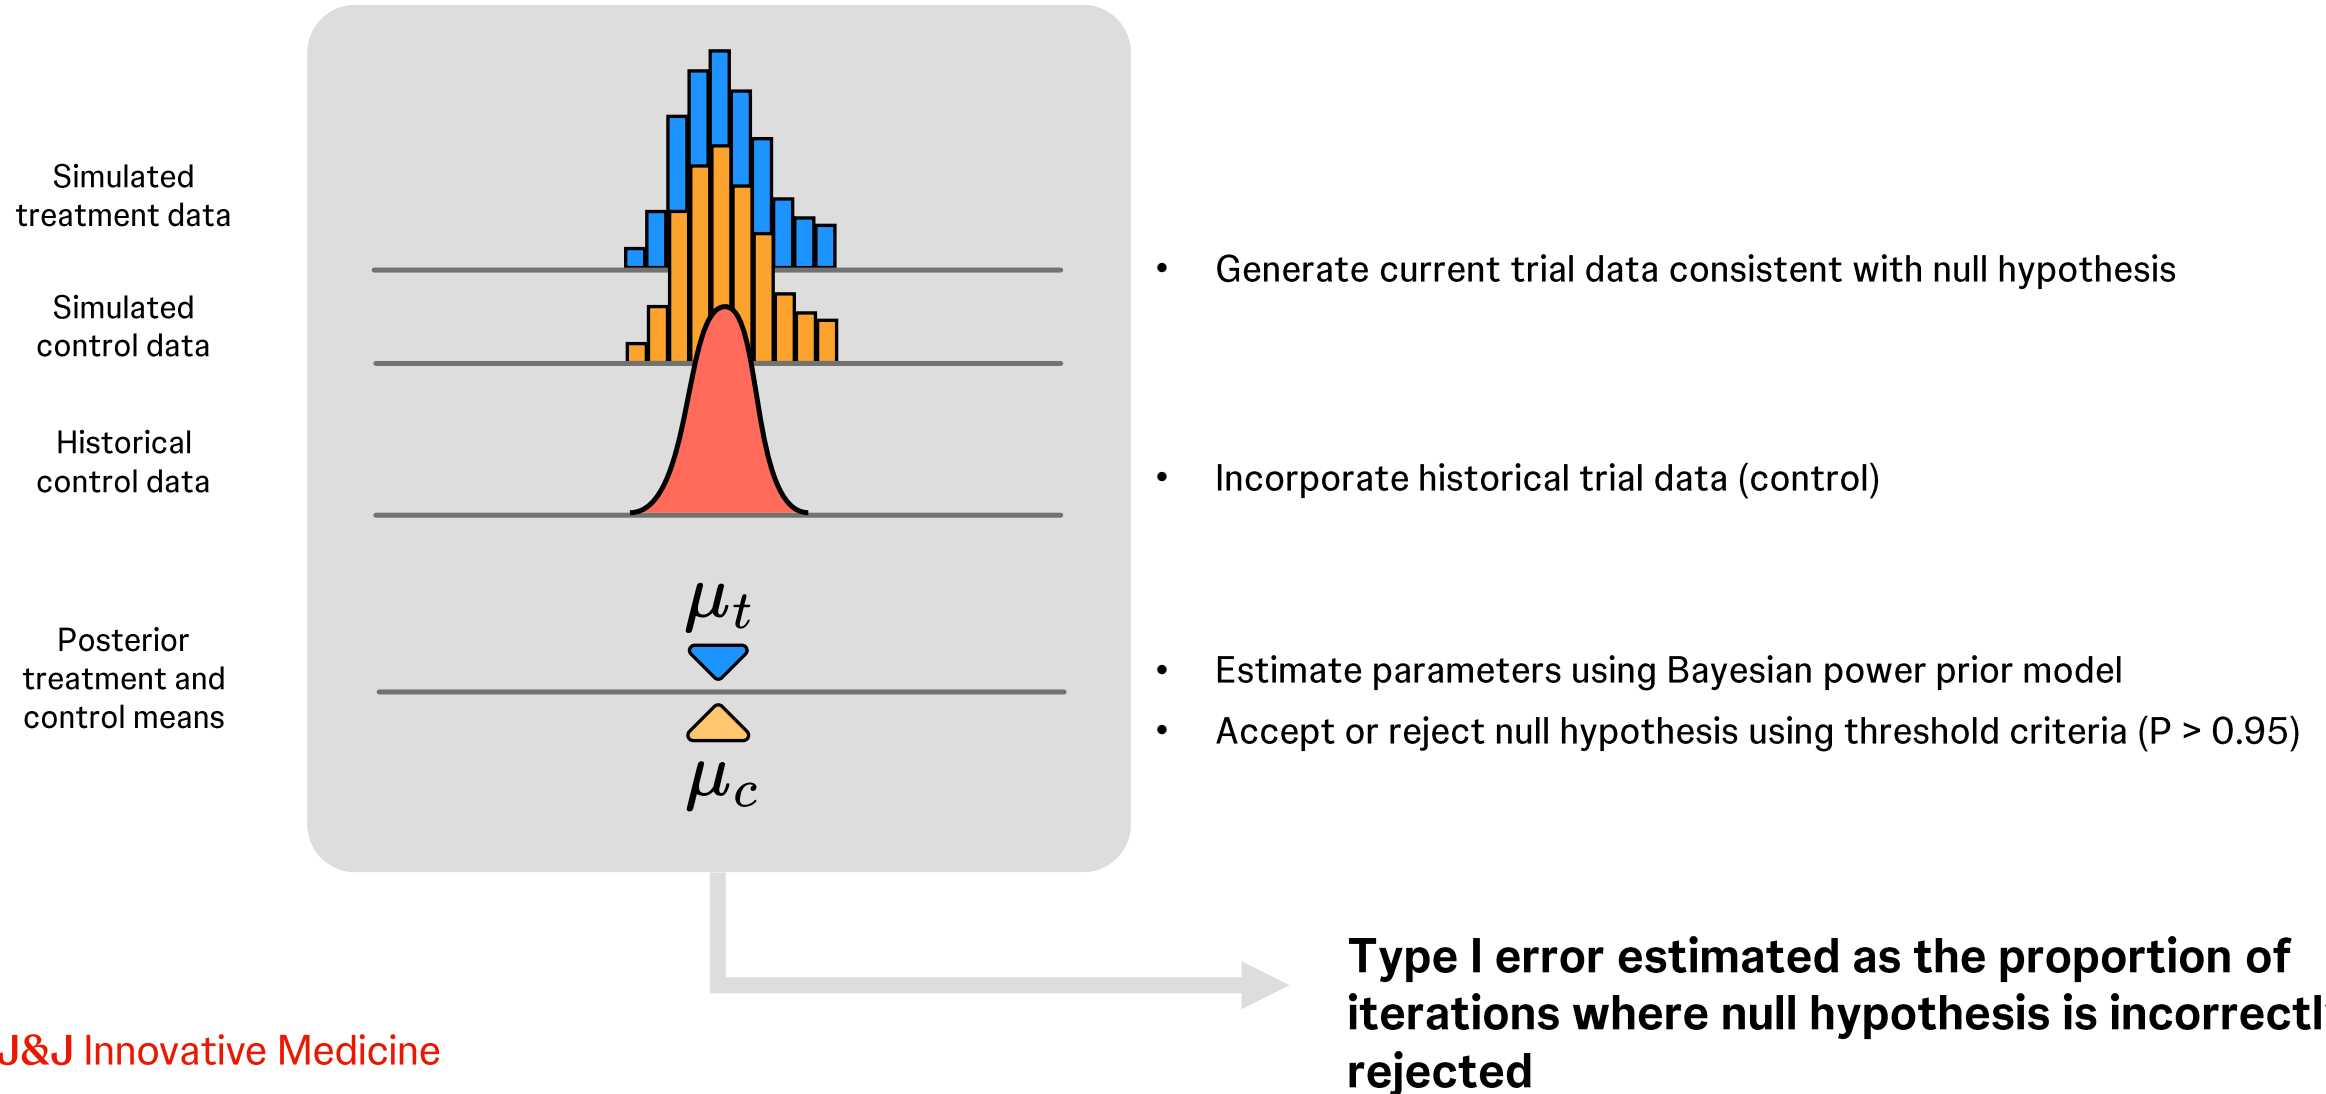 Simulated
treatment data
Simulated
control data
Historical
control data
Posterior
treatment and
control means
μt
μc
• Generate current trial data consistent with null hypothesis
• Incorporate historical trial data (control)
• Estimate parameters using Bayesian power prior model
• Accept or reject null hypothesis using threshold criteria (P > 0.95)
Type I error estimated as the proportion of
iterations where null hypothesis is incorrectl
rejected
J&J Innovative Medicine